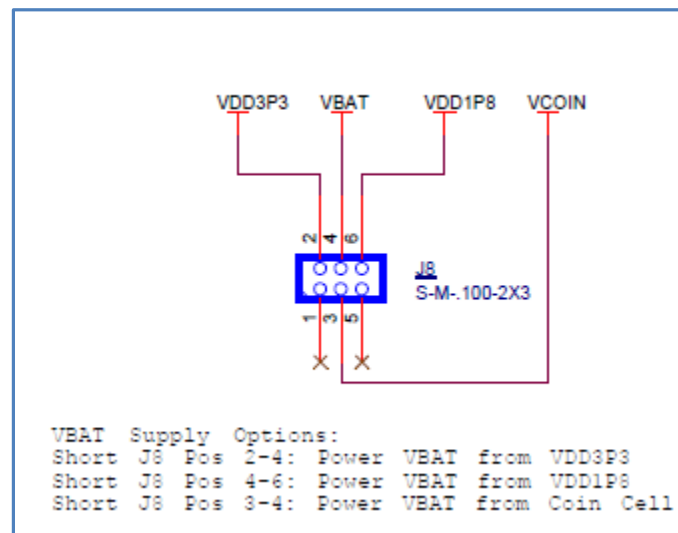 VDD3P3 VBAT VDD1P8 VCOIN
2 4 6
J8
S-M-.100-2X3
1 3 5
VBAT Supply Options:
Short J8 Pos 2-4: Power VBAT from VDD3P3
Short J8 Pos 4-6: Power VBAT from VDD1P8
Short J8 Pos 3-4: Power VBAT from Coin Cell